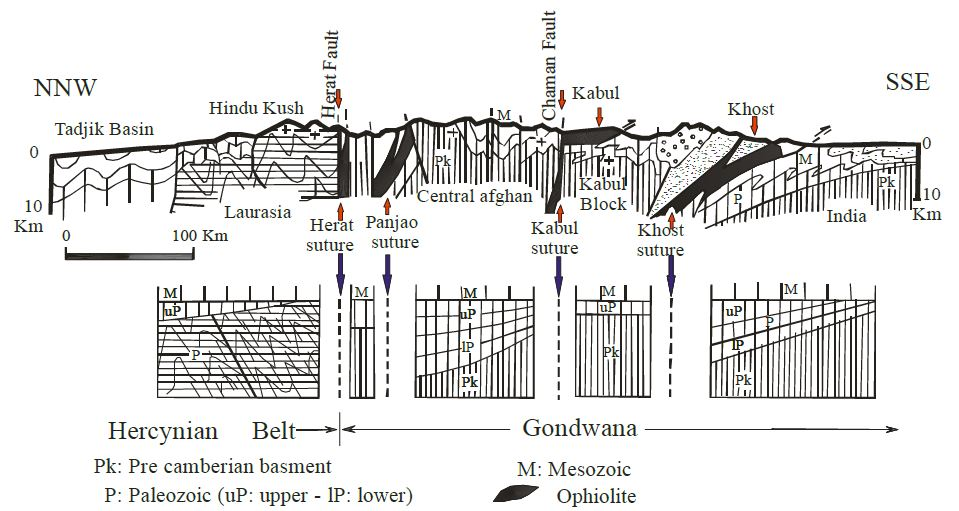 NNW
SSE
Herat Fault
Chaman Fault
Hindu Kush
M
Kabul
Khost
Tadjik Basin
0
0
10
Km
10
Km
Pk
Central afghan
Kabul
Block
M
P
Pk
India
Laurasia
0
100 Km
Herat
suture
Panjao
suture
Kabul
suture
Khost
suture
M
uP
P
M
M
uP
lP
Pk
M
uP
Pk
M
uP
P
lP
Pk
Hercynian Belt
Gondwana
Pk: Pre camberian basment
M: Mesozoic
P: Paleozoic (uP: upper - lP: lower)
Ophiolite